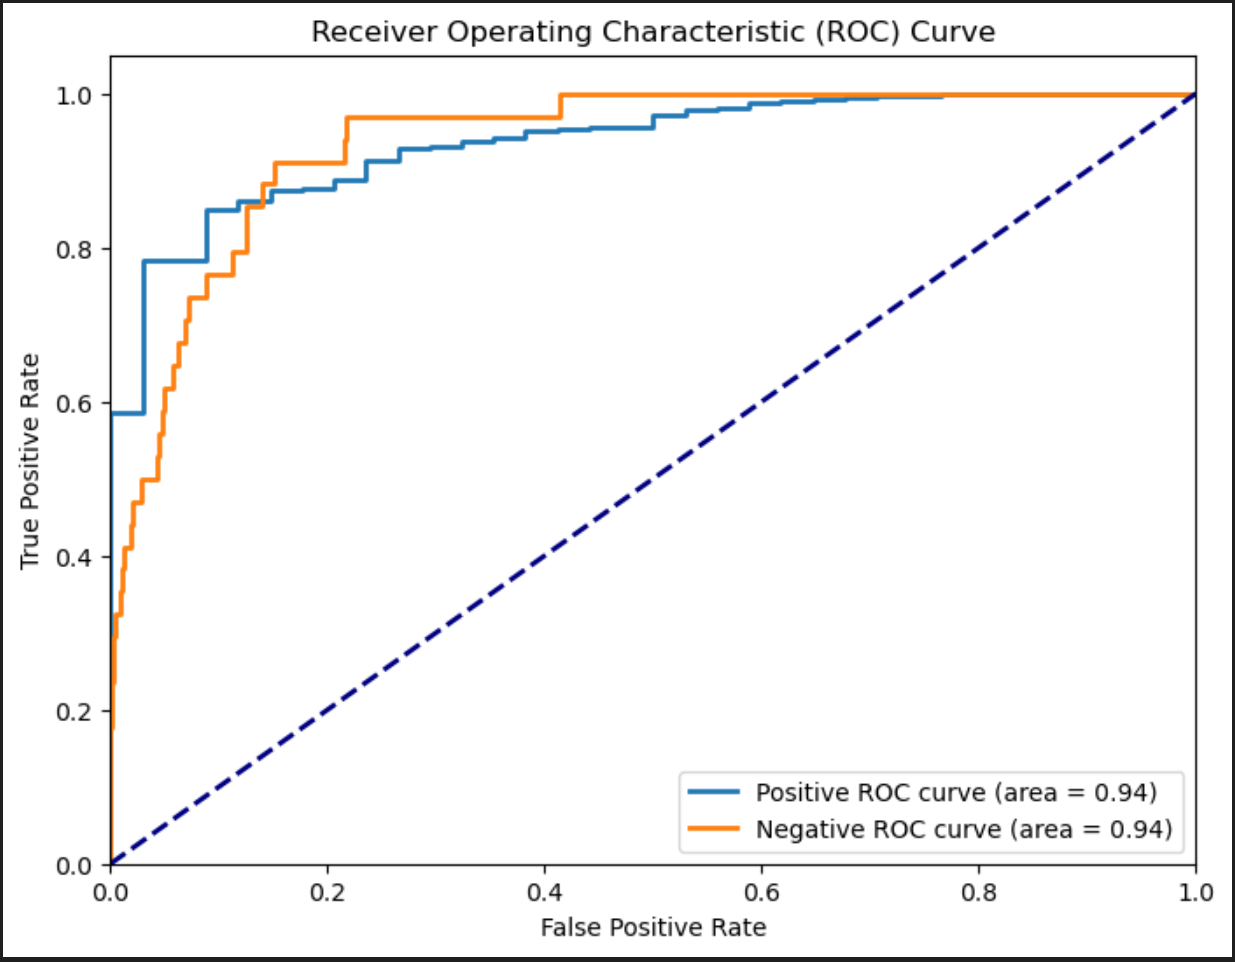 Receiver Operating Characteristic (ROC) Curve
1.0
0.8
0.6
0.4
0.2
0.0
True Positive Rate
Positive ROC curve (area = 0.94)
Negative ROC curve (area = 0.94)
0.0 0.2 0.4 0.6 0.8 1.0
False Positive Rate